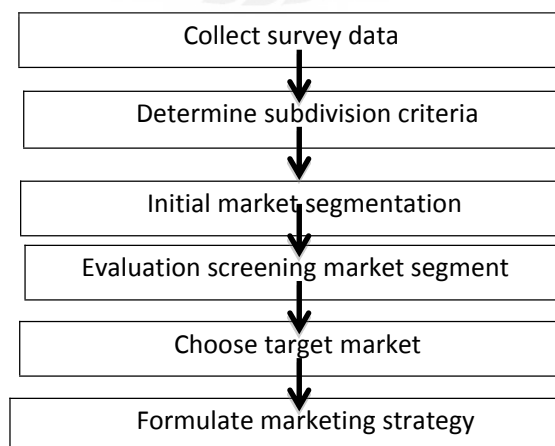 Collect survey data
Determine subdivision criteria
Initial market segmentation
Evaluation screening market segment
Choose target market
Formulate marketing strategy